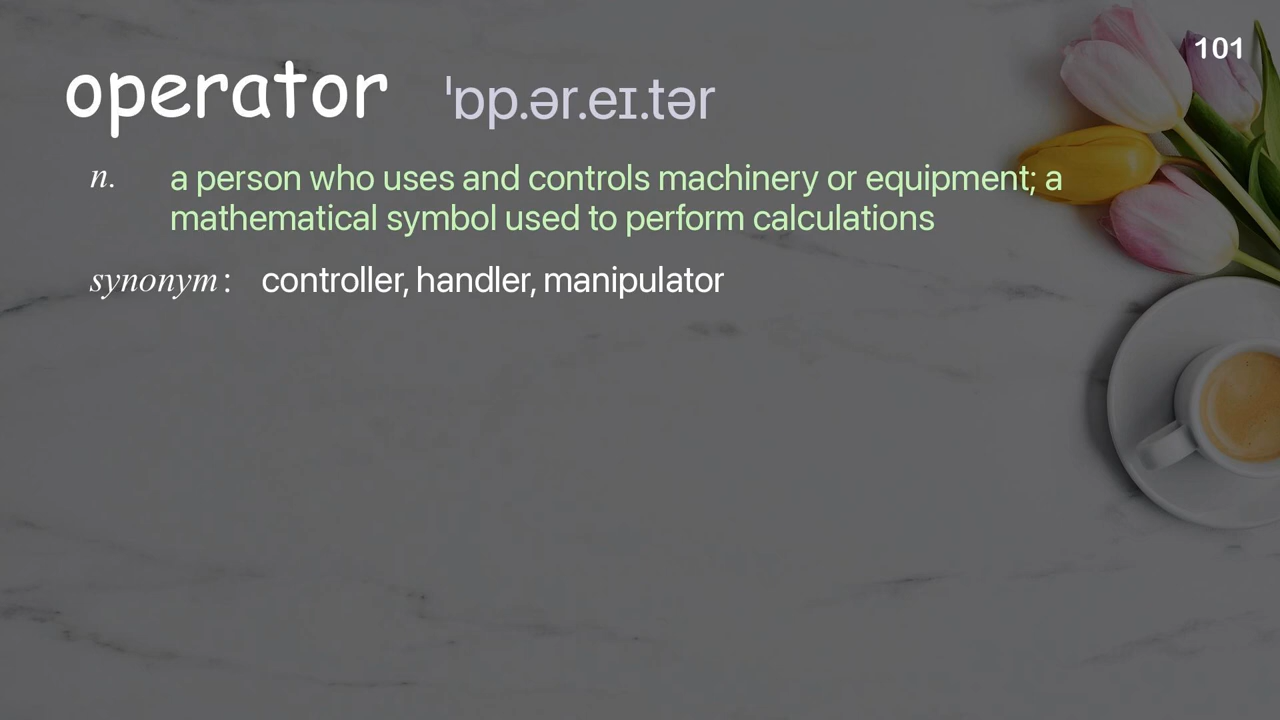 101
operator ˈɒp.ər.eɪ.tər
n. a person who uses and controls machinery or equipment; a
mathematical symbol used to perform calculations
synonym: controller, handler, manipulator